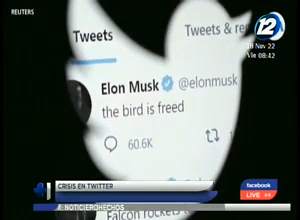 REUTERS
12
Tweets
Tweets & re
18 Nov 22
Vie 08:42
Elon Musk @elonmusk
the bird is freed
60.6K
CRISIS EN TWITTER
facebook
LIVE
E NOTICIEROHECHOS
Falcon rockets